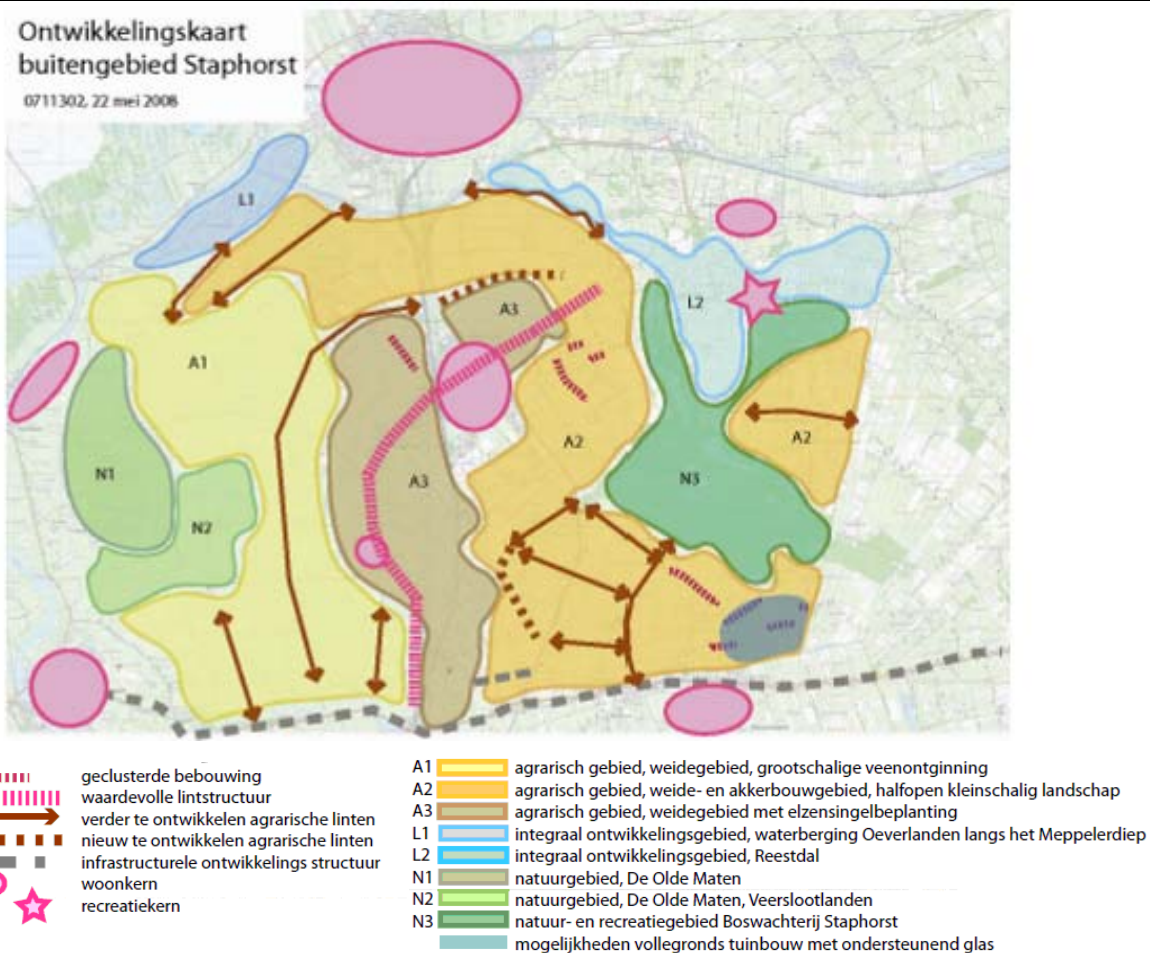 Ontwikkelingskaart
buitengebied Staphorst
0711302, 22 mei 2008
L1
A1
A3
L2
A2
A2
N1
A3
N3
N2
geclusterde bebouwing
waardevolle lintstructuur
verder te ontwikkelen agrarische linten
nieuw te ontwikkelen agrarische linten
infrastructurele ontwikkelings structuur
woonkern
recreatiekern
A1 agrarisch gebied, weidegebied, grootschalige veenontginning
A2 agrarisch gebied, weide- en akkerbouwgebied, halfopen kleinschalig landschap
A3 agrarisch gebied, weidegebied met elzensingelbeplanting
L1 integraal ontwikkelingsgebied, waterberging Oeverlanden langs het Meppelerdiep
L2 integraal ontwikkelingsgebied, Reestdal
N1 natuurgebied, De Olde Maten
N2 natuurgebied, De Olde Maten, Veerslootlanden
N3 natuur- en recreatiegebied Boswachterij Staphorst
mogelijkheden vollegronds tuinbouw met ondersteunend glas